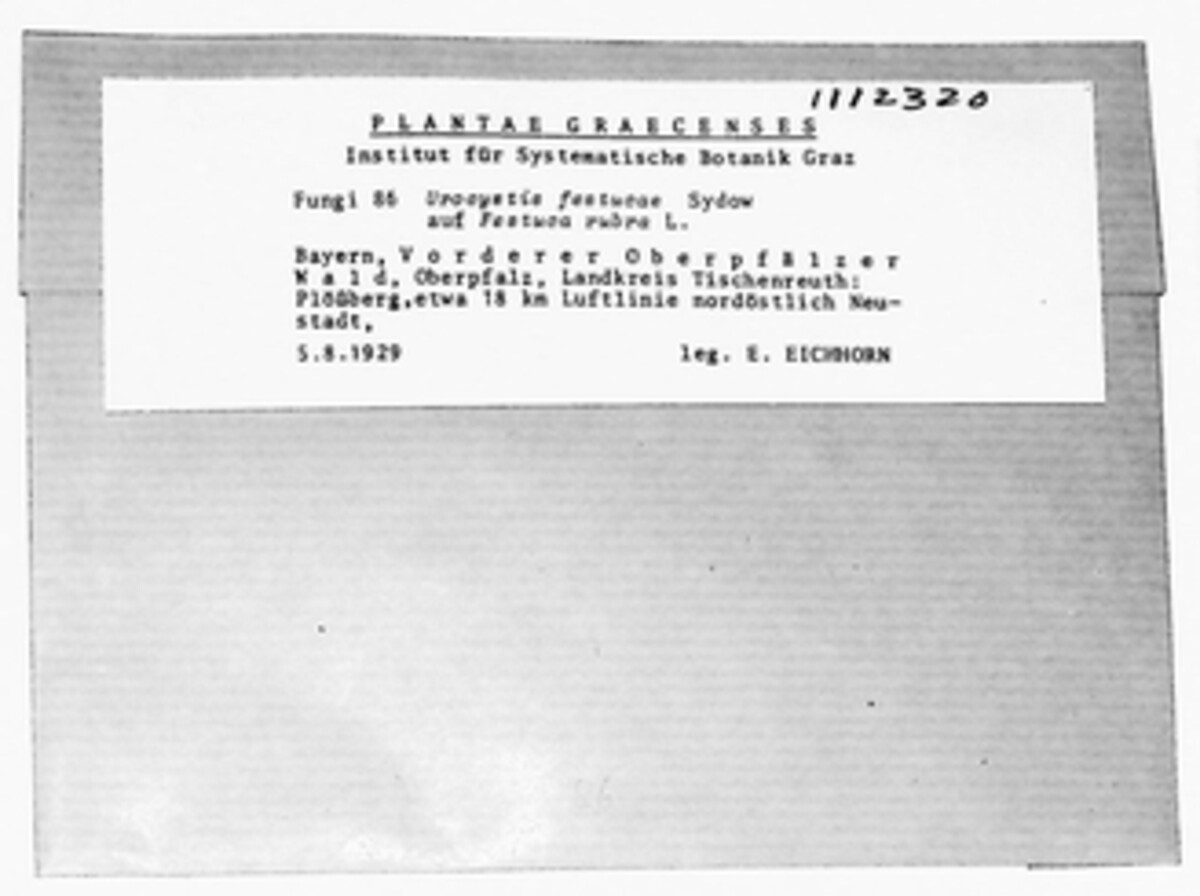 1112320
PLANTAE GRAECENSES
Institut für Systematische Botanik Graz
Fungi 86 Urocystis festucae Sydow
auf Festuca rubra L.
Bayern, Vorderer Oberpfälzer
Wald, Oberpfalz, Landkreis Tischenreuth:
Plößberg,etwa 18 km Luftlinie nordöstlich Neu-
stadt,
5.8.1929 leg. E. EICHHORN